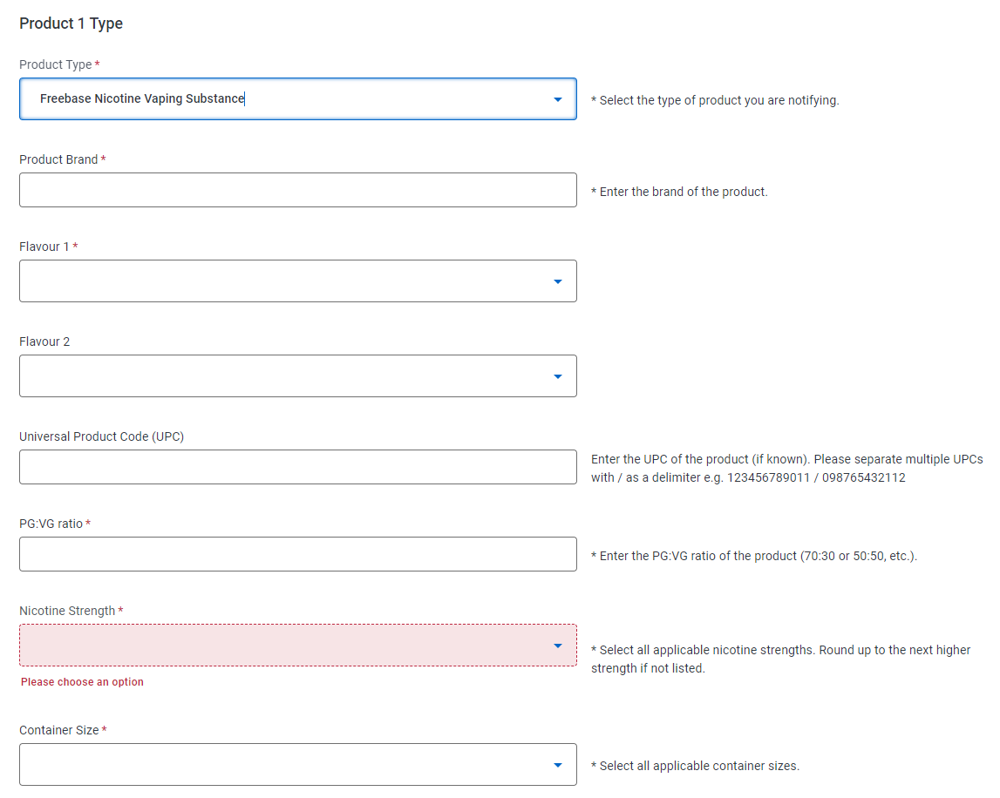 Product 1 Type
Product Type *
Freebase Nicotine Vaping Substance
* Select the type of product you are notifying.
Product Brand *
* Enter the brand of the product.
Flavour 1 *
Flavour 2
Universal Product Code (UPC)
Enter the UPC of the product (if known). Please separate multiple UPCs
with / as a delimiter e.g. 123456789011 / 098765432112
PG:VG ratio *
* Enter the PG:VG ratio of the product (70:30 or 50:50, etc.).
Nicotine Strength *
* Select all applicable nicotine strengths. Round up to the next higher
strength if not listed.
Please choose an option
Container Size *
* Select all applicable container sizes.